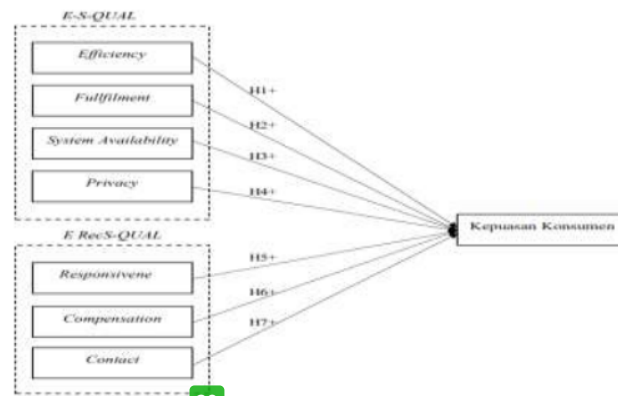 E-S-QUAL
Efficiency
Fullfilment
System Availability
Privacy
H1+
H2+
H3+
H4+
E RecS-QUAL
Responsivene
Compensation
Contact
H5+
H6+
H7+
Kepuasan Konsumen